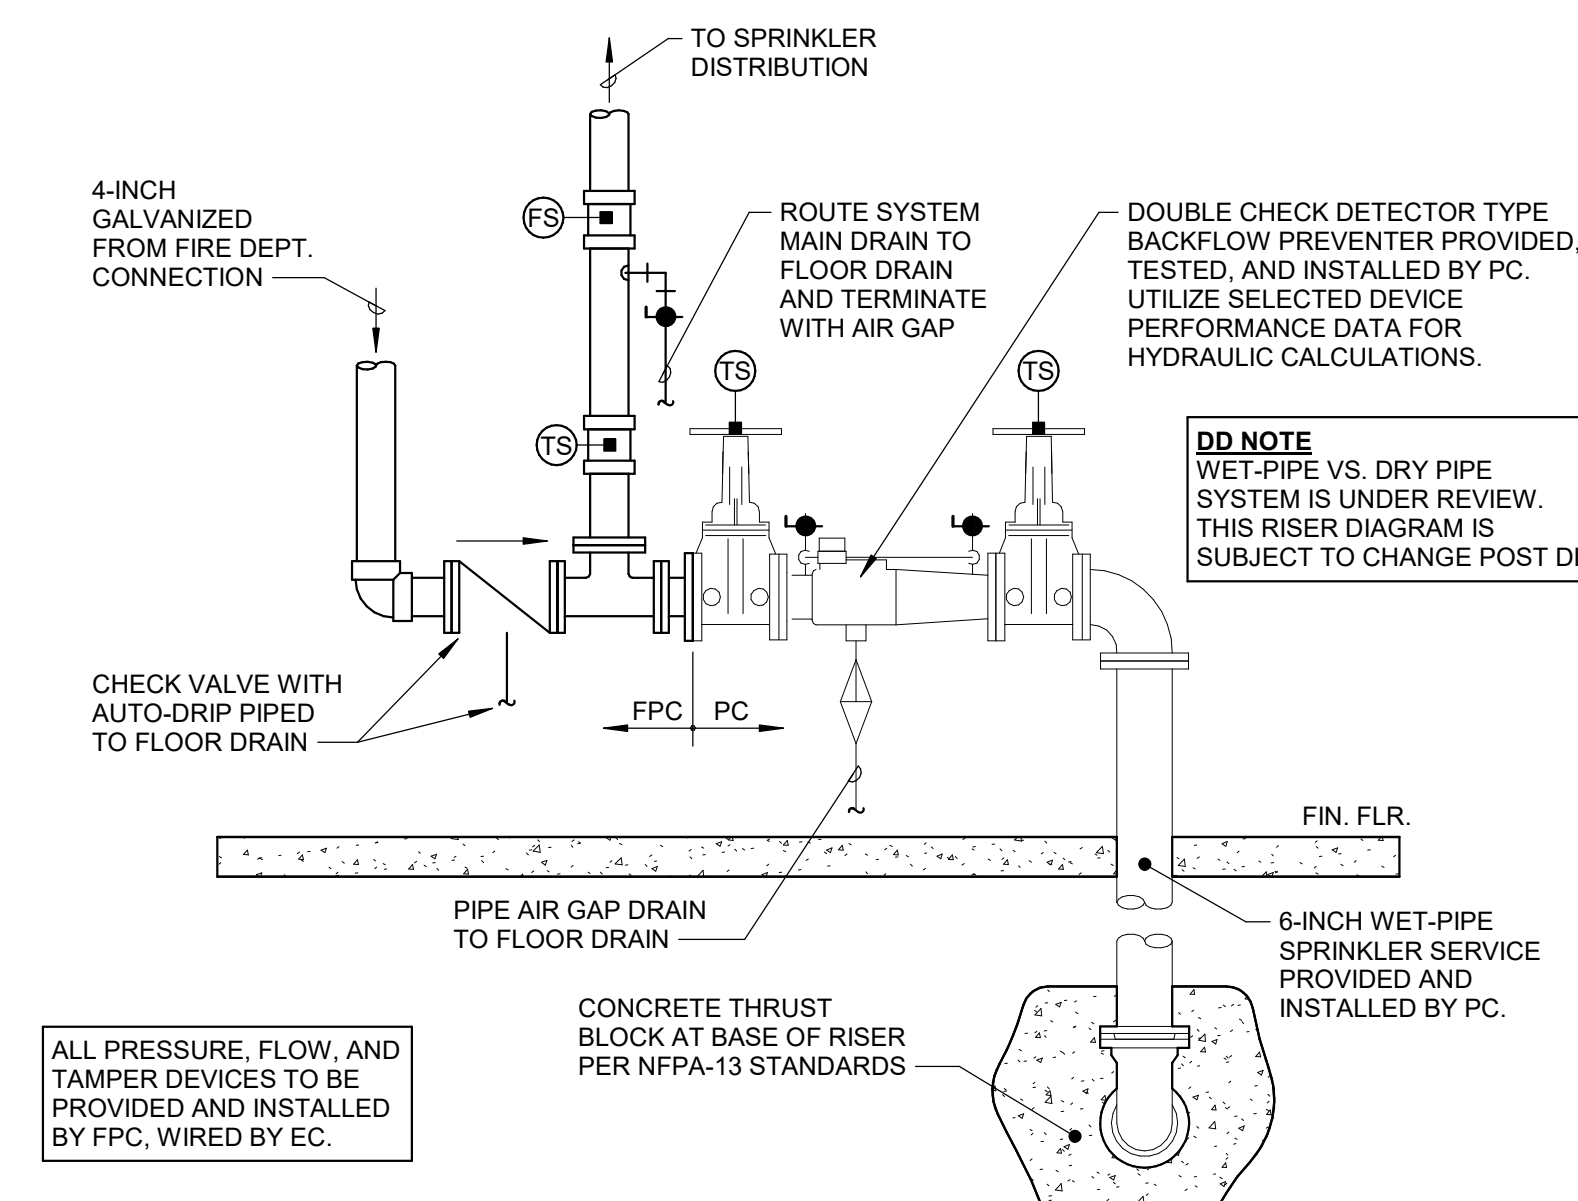 TO SPRINKLER
DISTRIBUTION
4-INCH
GALVANIZED
FROM FIRE DEPT.
CONNECTION
FS
ROUTE SYSTEM
MAIN DRAIN TO
FLOOR DRAIN
AND TERMINATE
WITH AIR GAP
DOUBLE CHECK DETECTOR TYPE
BACKFLOW PREVENTER PROVIDED,
TESTED, AND INSTALLED BY PC.
UTILIZE SELECTED DEVICE
PERFORMANCE DATA FOR
HYDRAULIC CALCULATIONS.
TS
TS
TS
DD NOTE
WET-PIPE VS. DRY PIPE
SYSTEM IS UNDER REVIEW.
THIS RISER DIAGRAM IS
SUBJECT TO CHANGE POST
CHECK VALVE WITH
AUTO-DRIP PIPED
TO FLOOR DRAIN
FPC PC
FIN. FLR.
PIPE AIR GAP DRAIN
TO FLOOR DRAIN
6-INCH WET-PIPE
SPRINKLER SERVICE
PROVIDED AND
INSTALLED BY PC.
CONCRETE THRUST
BLOCK AT BASE OF RISER
PER NFPA-13 STANDARDS
ALL PRESSURE, FLOW, AND
TAMPER DEVICES TO BE
PROVIDED AND INSTALLED
BY FPC, WIRED BY EC.